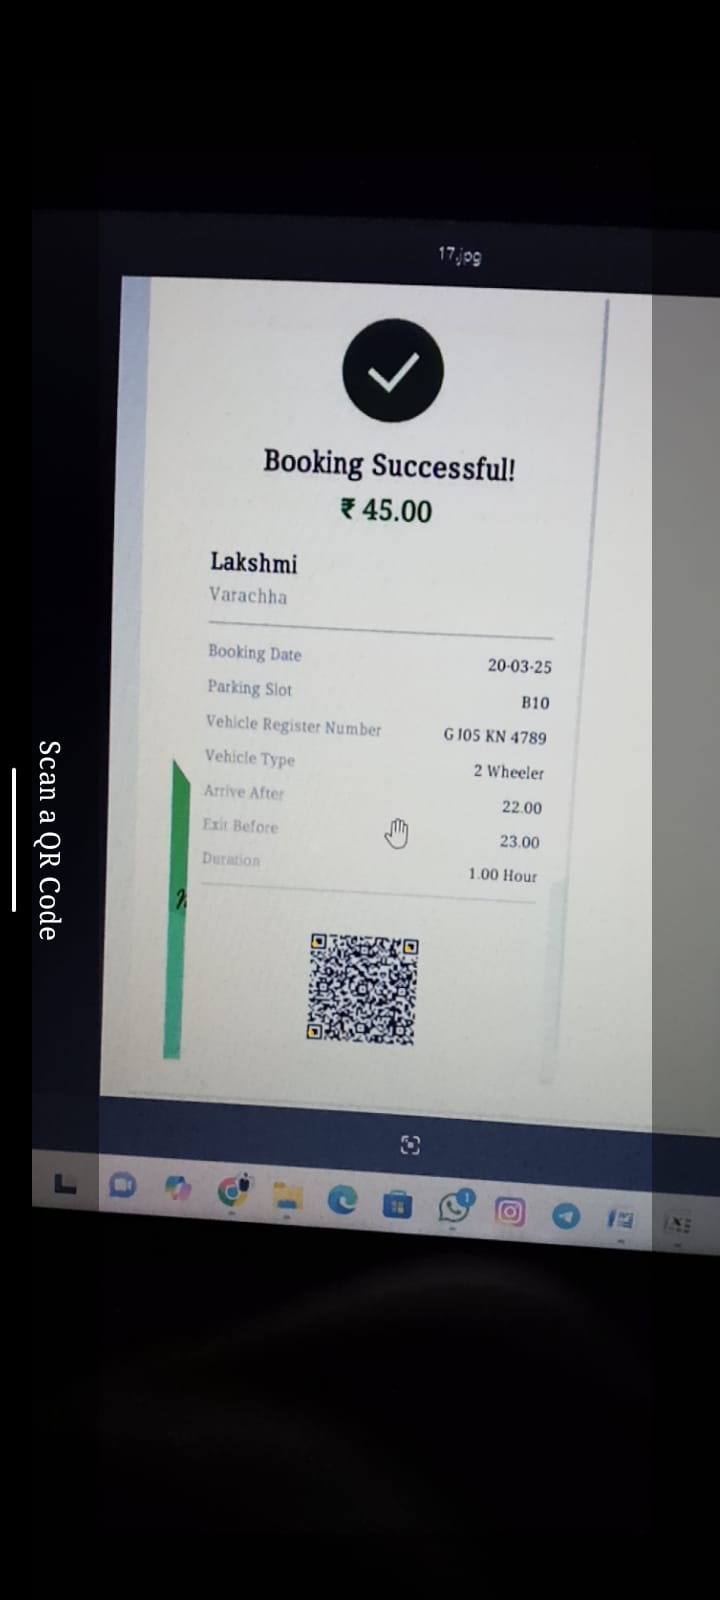 17.jpg
Booking Successful!
₹ 45.00
Lakshmi
Varachha
Booking Date 20-03-25
Parking Slot B10
Vehicle Register Number GJ05 KN 4789
Vehicle Type 2 Wheeler
Arrive After 22.00
Exit Before 23.00
Duration 1.00 Hour
Scan a QR Code
1